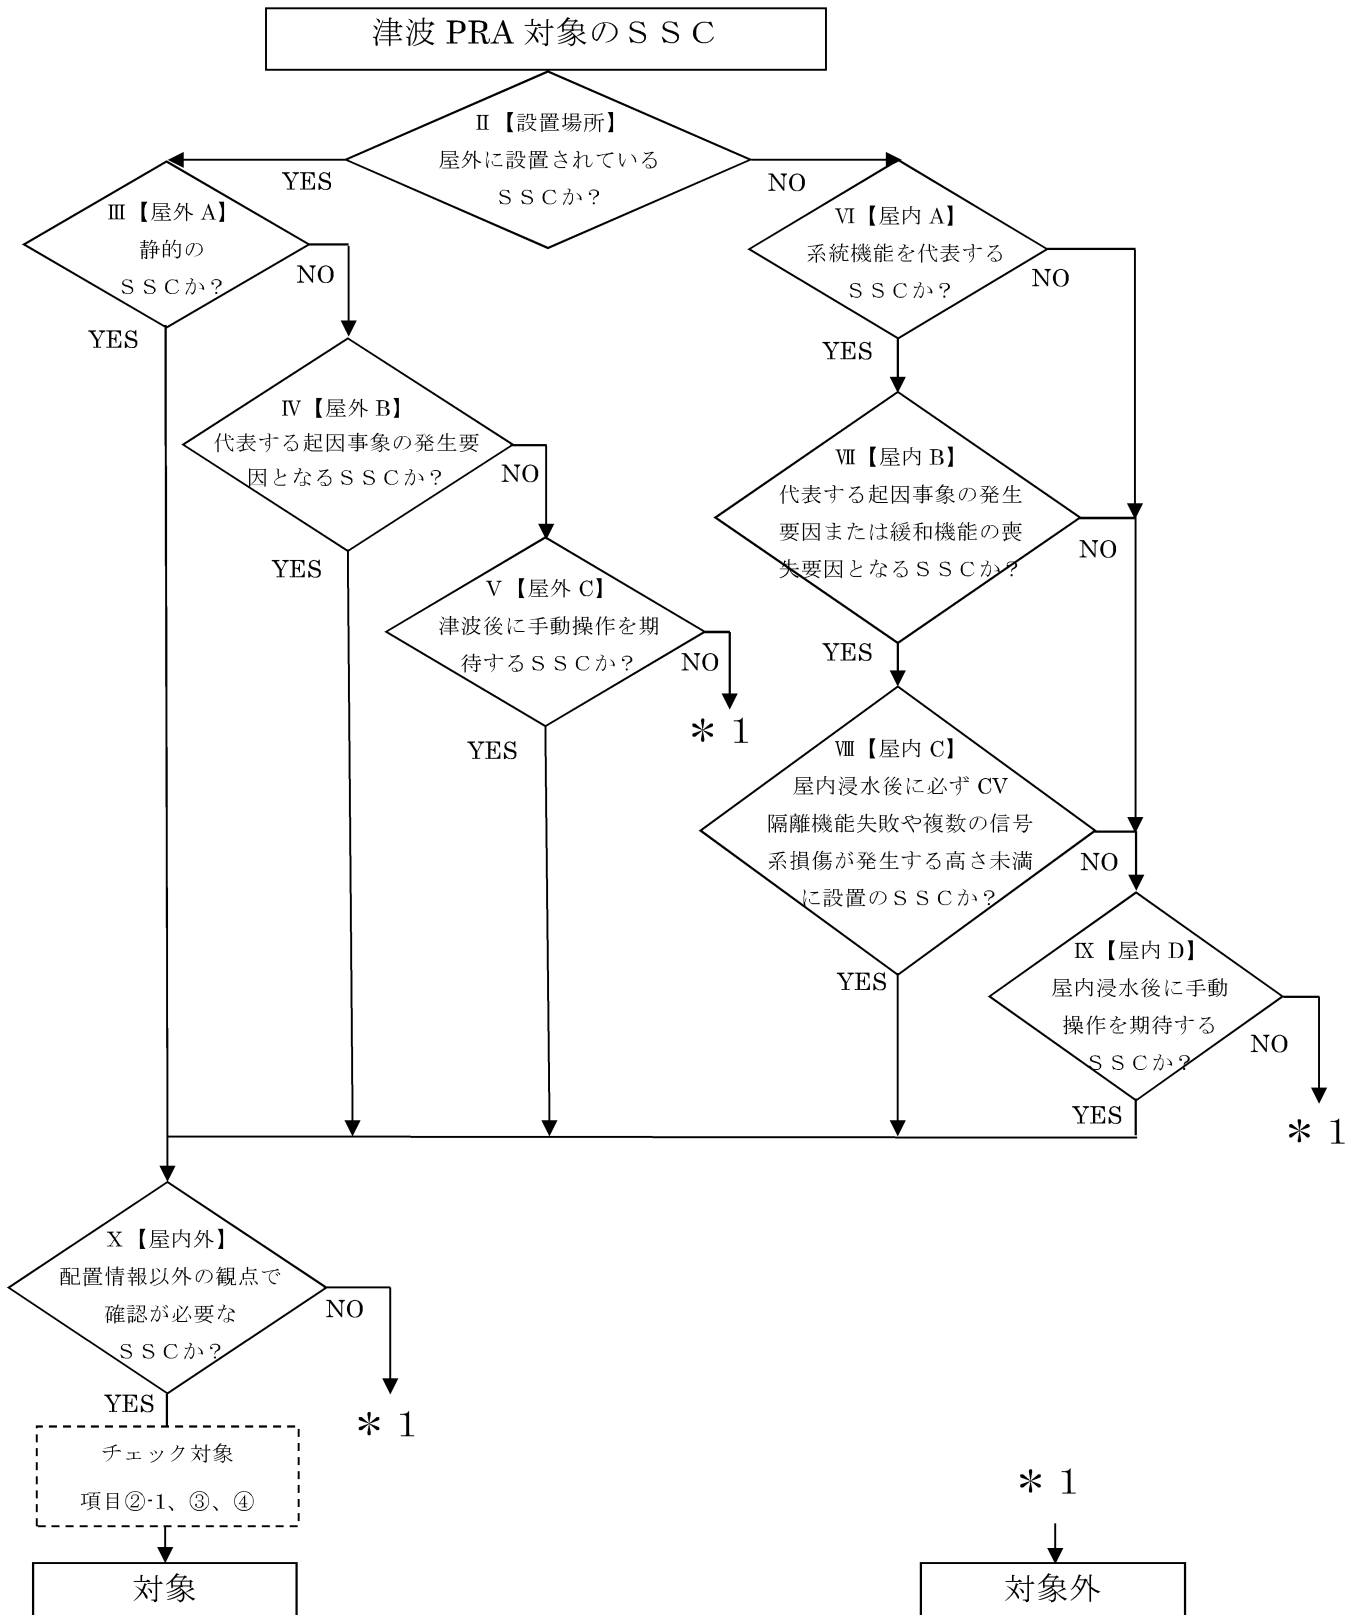 津波 PRA 対象のＳＳＣ
Ⅱ【設置場所】
屋外に設置されている
ＳＳＣか？
YES
NO
Ⅲ【屋外 A】
静的の
ＳＳＣか？
NO
YES
Ⅳ【屋外 B】
代表する起因事象の発生要
因となるＳＳＣか？
NO
YES
Ⅴ【屋外 C】
津波後に手動操作を期
待するＳＳＣか？
NO
＊1
YES
Ⅵ【屋内 A】
系統機能を代表する
ＳＳＣか？
NO
YES
Ⅶ【屋内 B】
代表する起因事象の発生
要因または緩和機能の喪
失要因となるＳＳＣか？
NO
YES
Ⅷ【屋内 C】
屋内浸水後に必ず CV
隔離機能失敗や複数の信号
系損傷が発生する高さ未満
に設置のＳＳＣか？
NO
YES
Ⅸ【屋内 D】
屋内浸水後に手動
操作を期待する
ＳＳＣか？
NO
＊1
YES
Ⅹ【屋内外】
配置情報以外の観点で
確認が必要な
ＳＳＣか？
NO
＊1
YES
チェック対象
項目②-1、③、④
対象
＊1
対象外